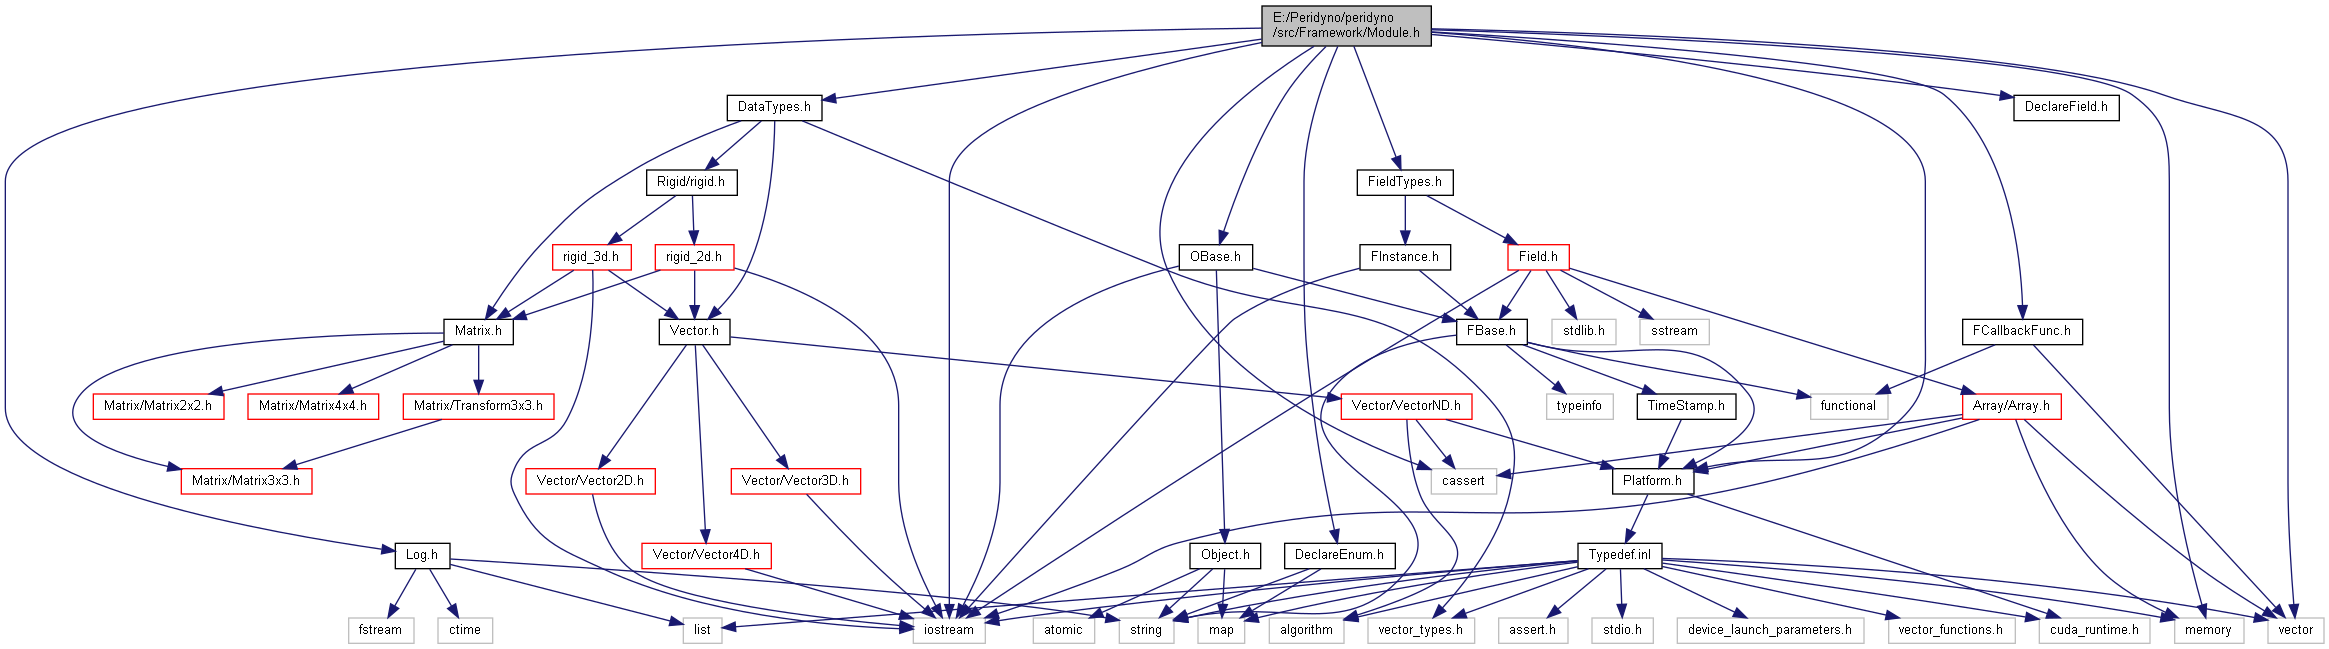 E:/Peridyno/peridyno
/src/Framework/Module.h
DataTypes.h
DeclareField.h
Rigid/rigid.h
FieldTypes.h
rigid_3d.h
rigid_2d.h
OBase.h
FInstance.h
Field.h
Matrix.h
Vector.h
FBase.h
stdlib.h
sstream
FCallbackFunc.h
Matrix/Matrix2x2.h
Matrix/Matrix4x4.h
Matrix/Transform3x3.h
Vector/VectorND.h
typeinfo
TimeStamp.h
functional
Array/Array.h
Matrix/Matrix3x3.h
Vector/Vector2D.h
Vector/Vector3D.h
cassert
Platform.h
Log.h
Vector/Vector4D.h
Object.h
DeclareEnum.h
Typedef.inl
fstream
ctime
list
iostream
atomic
string
map
algorithm
vector_types.h
assert.h
stdio.h
device_launch_parameters.h
vector_functions.h
cuda_runtime.h
memory
vector